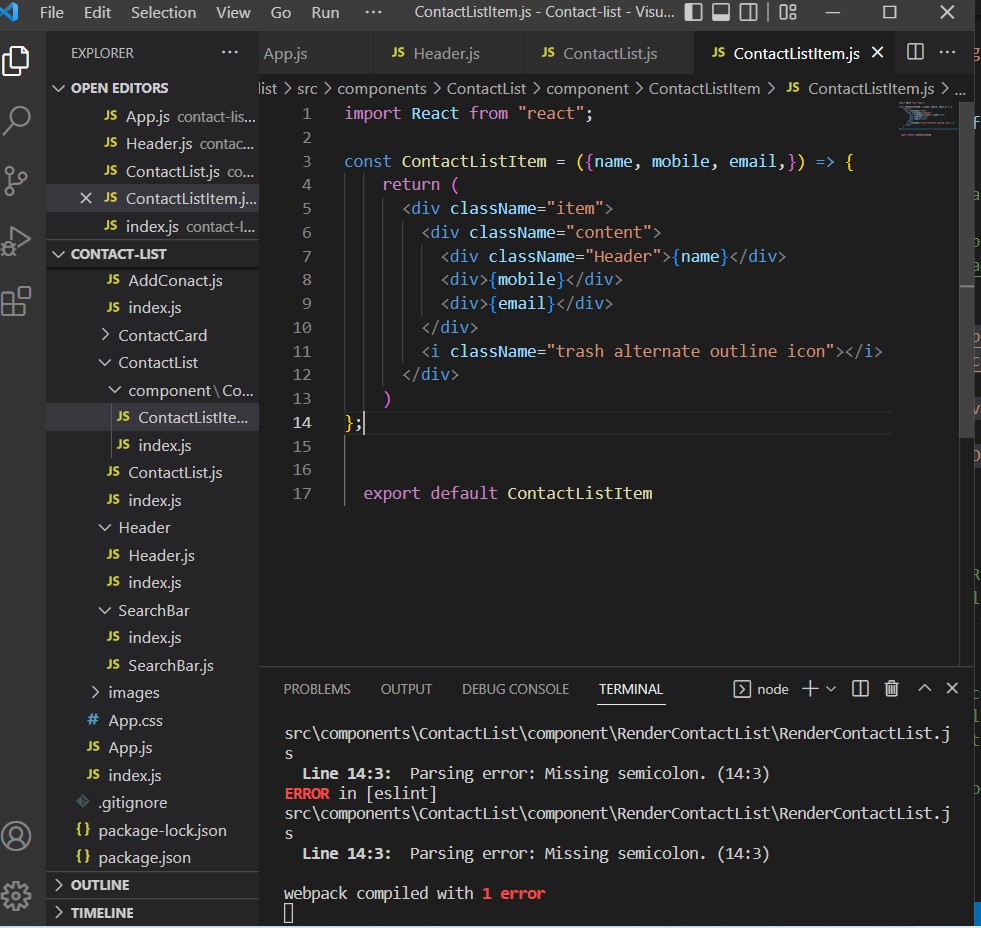 File Edit Selection View Go Run ··· ContactListItem.js - Contact-list - Visu...
EXPLORER ···
OPEN EDITORS
JS App.js contact-lis...
JS Header.js contac...
JS ContactList.js co...
JS ContactListItem.j...
JS index.js contact-l...
CONTACT-LIST
JS AddConact.js
JS index.js
ContactCard
ContactList
component\Co...
JS ContactListIte...
JS index.js
JS ContactList.js
JS index.js
Header
JS Header.js
JS index.js
SearchBar
JS index.js
JS SearchBar.js
images
# App.css
JS App.js
JS index.js
.gitignore
{} package-lock.json
{} package.json
OUTLINE
TIMELINE
App.js JS Header.js JS ContactList.js JS ContactListItem.js ···
list > src > components > ContactList > component > ContactListItem > JS ContactListItem.js > ...
1 import React from "react";
2
3 const ContactListItem = ({name, mobile, email,}) => {
4 return (
5 <div className="item">
6 <div className="content">
7 <div className="Header">{name}</div>
8 <div>{mobile}</div>
9 <div>{email}</div>
10 </div>
11 <i className="trash alternate outline icon"></i>
12 </div>
13 )
14 };
15
16
17 export default ContactListItem
PROBLEMS OUTPUT DEBUG CONSOLE TERMINAL node
src\components\ContactList\component\RenderContactList\RenderContactList.j
s
Line 14:3: Parsing error: Missing semicolon. (14:3)
ERROR in [eslint]
src\components\ContactList\component\RenderContactList\RenderContactList.j
s
Line 14:3: Parsing error: Missing semicolon. (14:3)
webpack compiled with 1 error